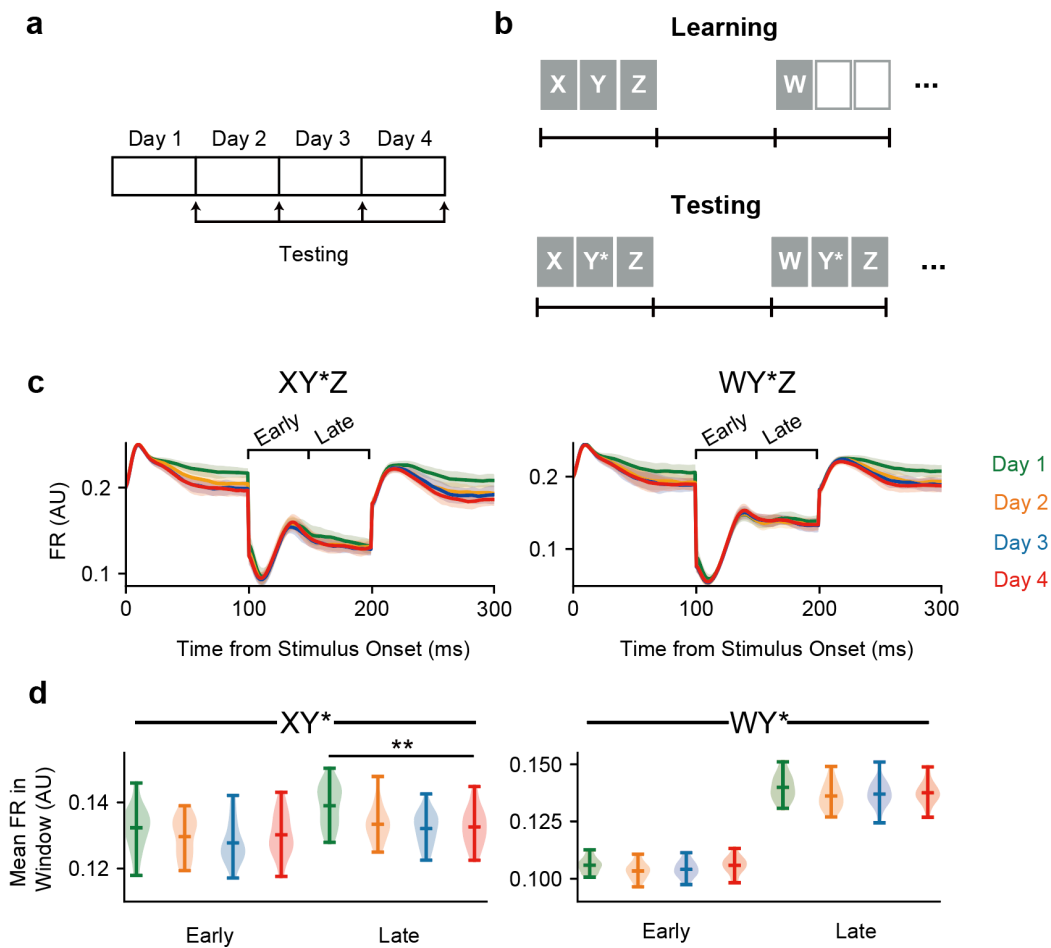 a
Day 1 Day 2 Day 3 Day 4
Testing
b
Learning
X Y Z W ...
Testing
X Y* Z W Y* Z ...
c
XY*Z
Early Late
0.2
0.1
FR (AU)
0 100 200 300
Time from Stimulus Onset (ms)
WY*Z
Early Late
0.2
0.1
0 100 200 300
Time from Stimulus Onset (ms)
Day 1
Day 2
Day 3
Day 4
d
XY*
**
0.14
0.12
Mean FR in
Window (AU)
Early Late
WY*
0.150
0.125
0.100
Early Late